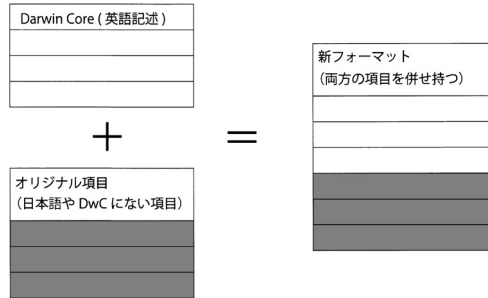 Darwin Core ( 英語記述 )
+
オリジナル項目
（日本語や DwC にない項目）
=
新フォーマット
（両方の項目を併せ持つ）